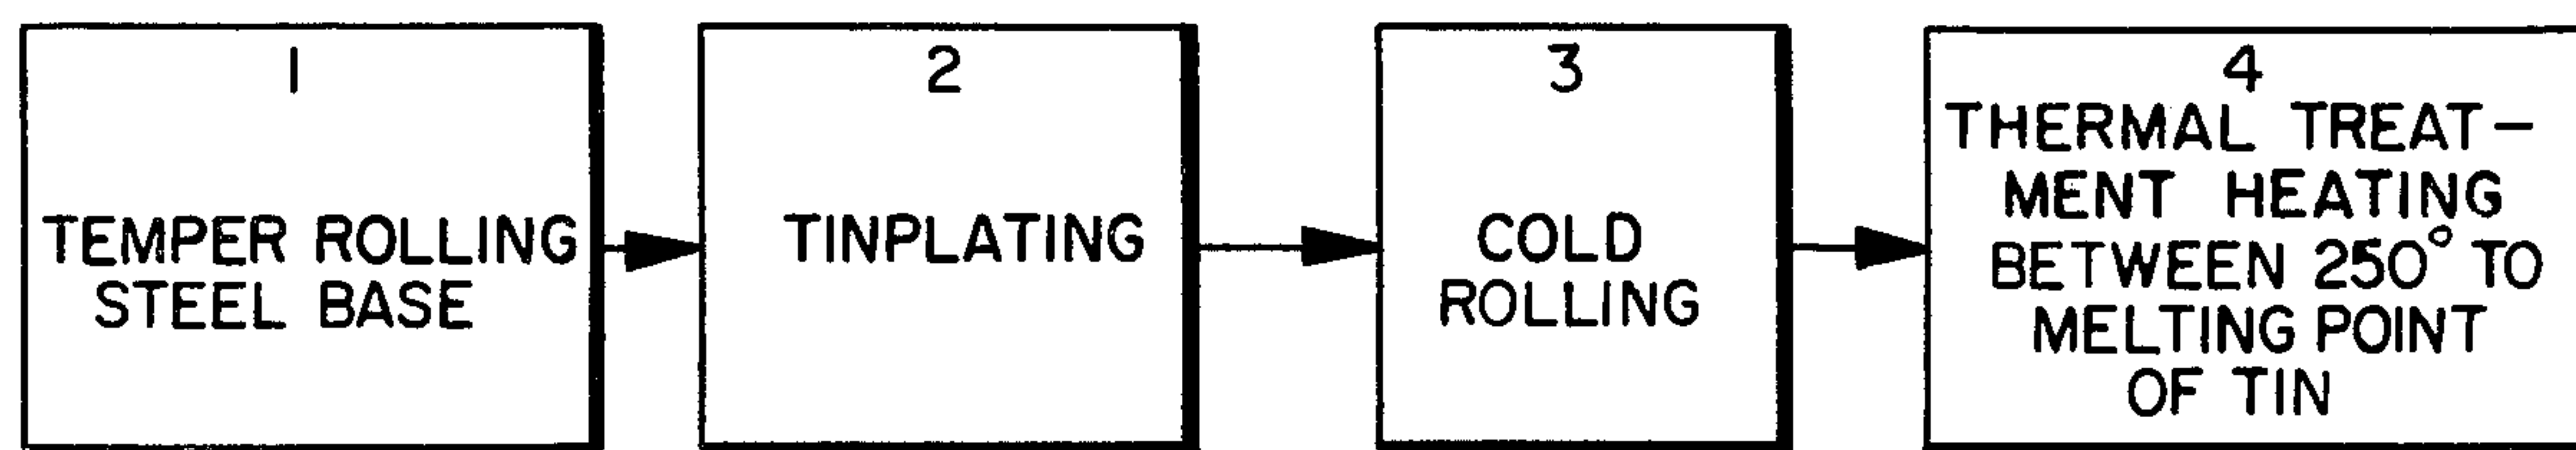 1
TEMPER ROLLING
STEEL BASE
2
TINPLATING
3
COLD
ROLLING
4
THERMAL TREAT-
MENT HEATING
BETWEEN 250° TO
MELTING POINT
OF TIN